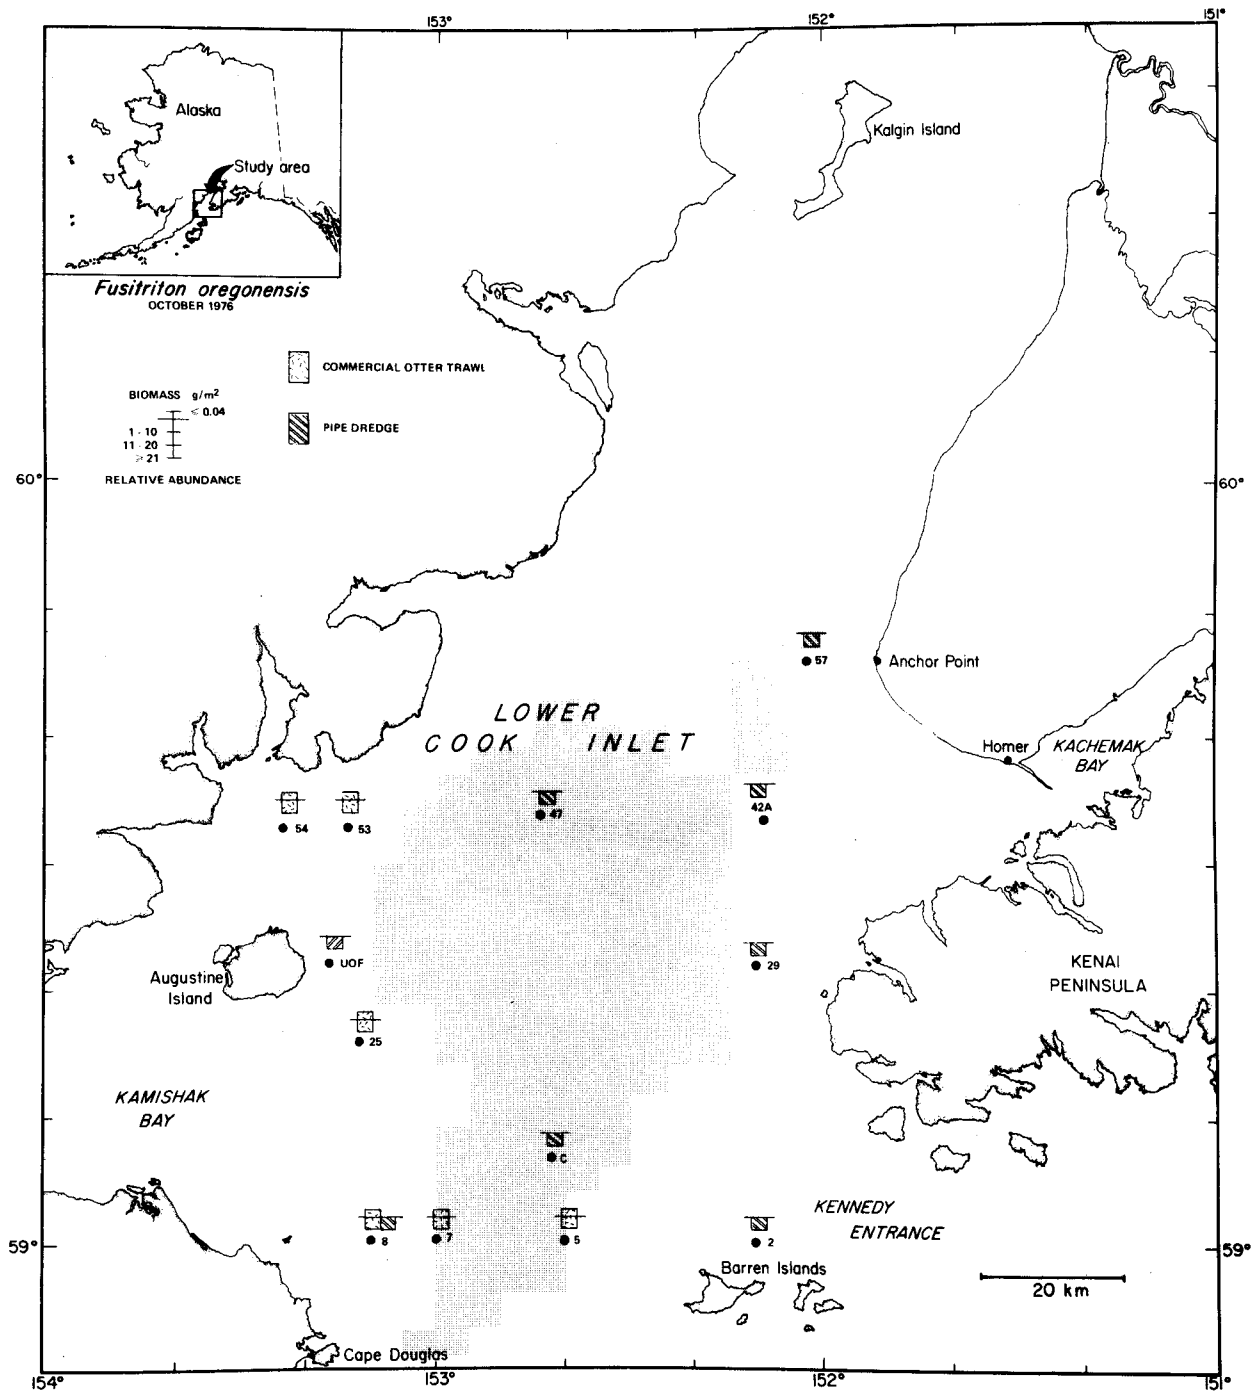 153°
152°
151°
Kalgin Island
Alaska
Study area
Fusitriton oregonensis
OCTOBER 1976
COMMERCIAL OTTER TRAWL
BIOMASS g/m²
≤ 0.04
1 - 10
11 - 20
≥ 21
PIPE DREDGE
RELATIVE ABUNDANCE
60°
60°
57
Anchor Point
LOWER
COOK INLET
Homer
KACHEMAK
BAY
54
53
47
42A
UOF
29
Augustine
Island
KENAI
PENINSULA
25
KAMISHAK
BAY
C
KENNEDY
ENTRANCE
8
7
5
2
59°
59°
Barren Islands
20 km
Cape Douglas
154°
153°
152°
151°